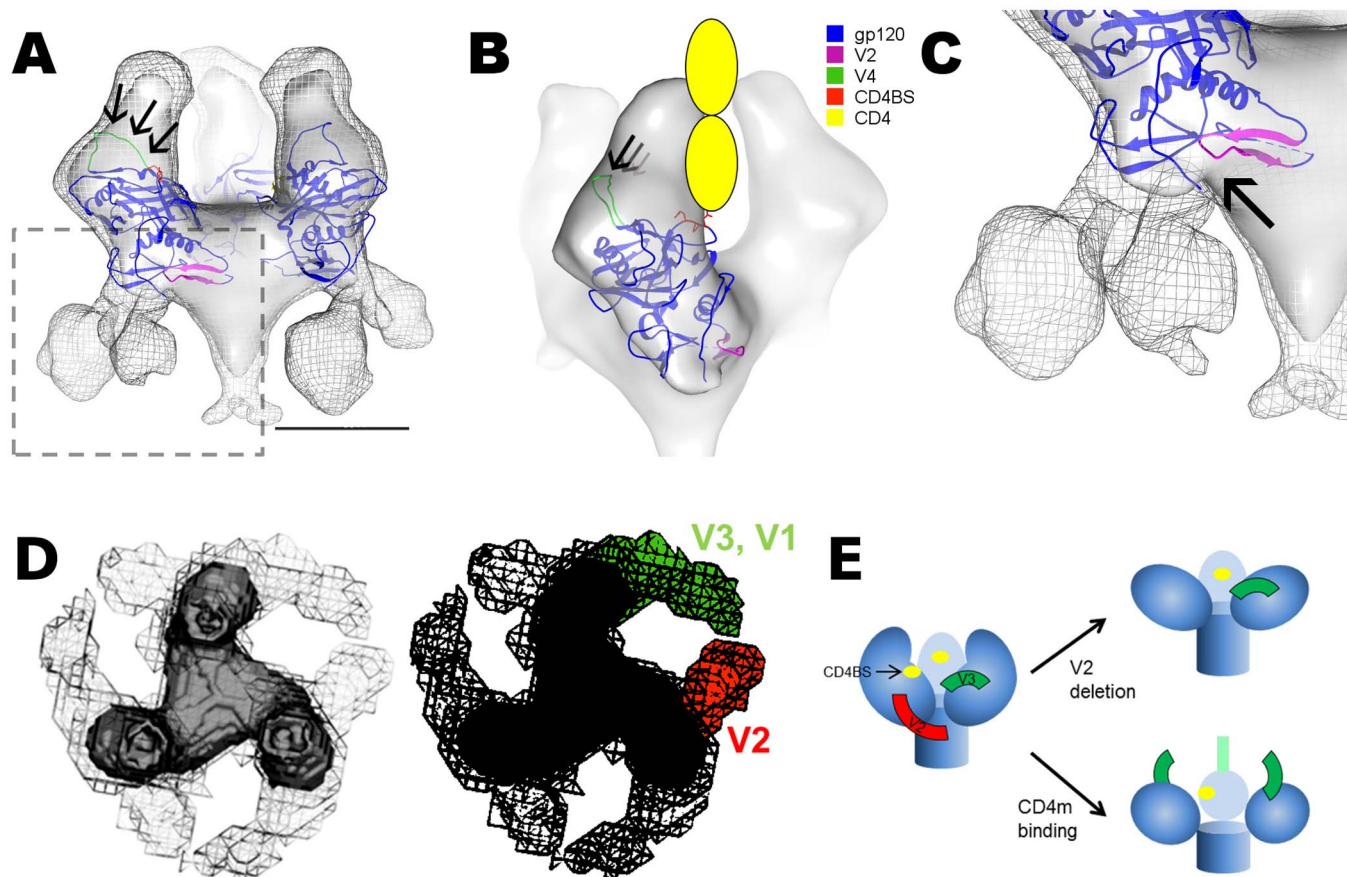 A
B
gp120
V2
V4
CD4BS
CD4
C
D
V3, V1
V2
E
CD4BS
V3
V2
V2
deletion
CD4m
binding